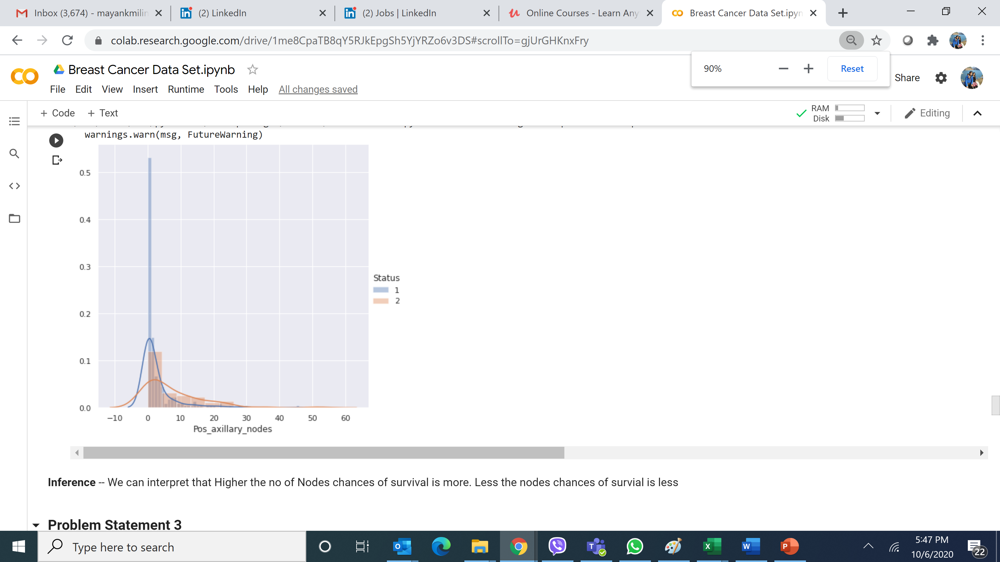 Inbox (3,674) - mayankmilin
(2) LinkedIn
(2) Jobs | LinkedIn
Online Courses - Learn Any
Breast Cancer Data Set.ipyn
colab.research.google.com/drive/1me8CpaTB8qY5RJkEpgSh5YjYRZo6v3DS#scrollTo=gjUrGHKnxFry
90%
Reset
Breast Cancer Data Set.ipynb
Share
File Edit View Insert Runtime Tools Help All changes saved
+ Code + Text
RAM
Disk
Editing
warnings.warn(msg, FutureWarning)
0.5
0.4
0.3
0.2
0.1
0.0
Status
1
2
−10 0 10 20 30 40 50 60
Pos_axillary_nodes
Inference -- We can interpret that Higher the no of Nodes chances of survival is more. Less the nodes chances of survial is less
Problem Statement 3
Type here to search
5:47 PM
10/6/2020
22